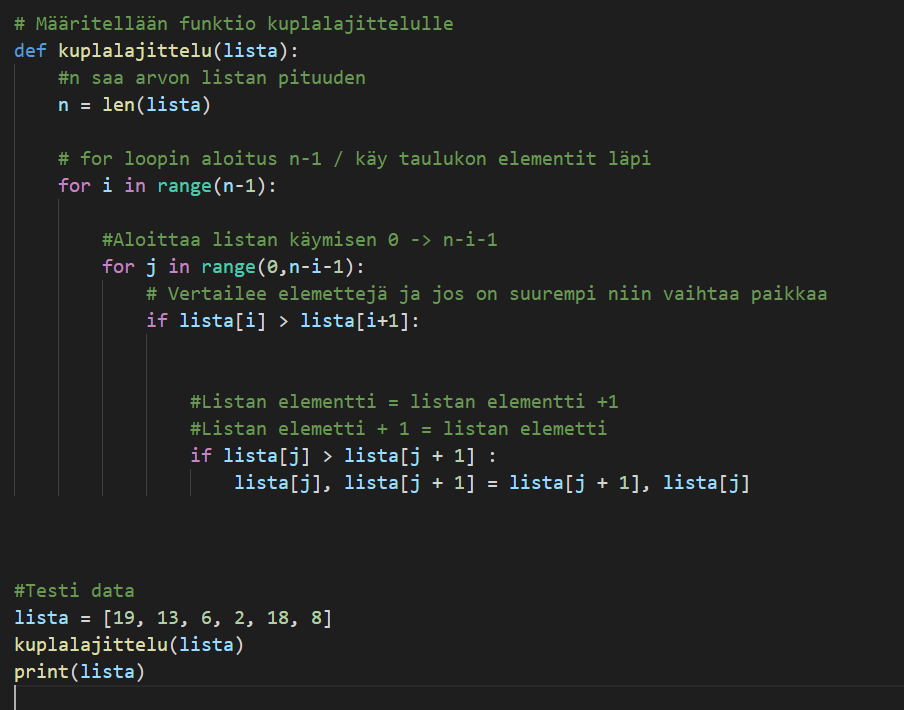 # Määritellään funktio kuplalajittelulle
def kuplalajittelu(lista):
    #n saa arvon listan pituuden
    n = len(lista)
    # for loopin aloitus n-1 / käy taulukon elementit läpi
    for i in range(n-1):
        #Aloittaa listan käymisen 0 -> n-i-1
        for j in range(0,n-i-1):
            # Vertailee elemettejä ja jos on suurempi niin vaihtaa paikkaa
            if lista[i] > lista[i+1]:
                #Listan elementti = listan elementti +1
                #Listan elemetti + 1 = listan elemetti
                if lista[j] > lista[j + 1] :
                    lista[j], lista[j + 1] = lista[j + 1], lista[j]
#Testi data
lista = [19, 13, 6, 2, 18, 8]
kuplalajittelu(lista)
print(lista)